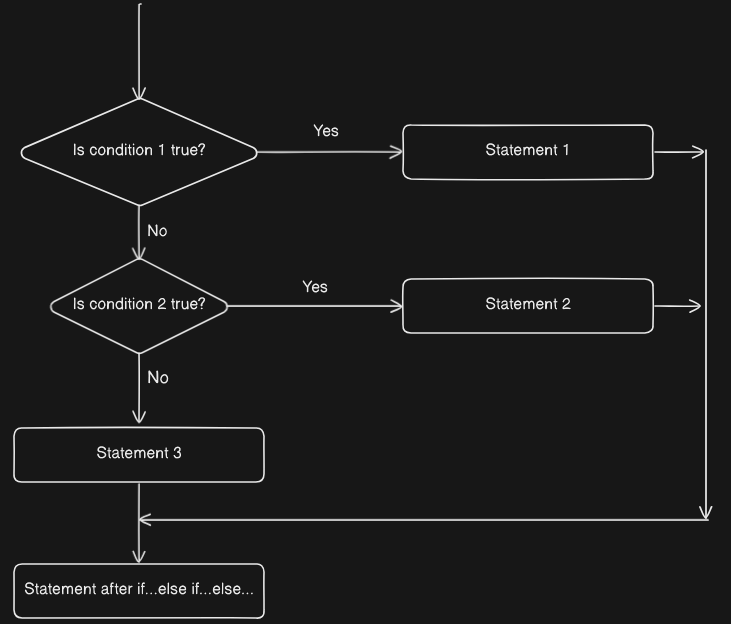 Is condition 1 true?
Yes
Statement 1
No
Is condition 2 true?
Yes
Statement 2
No
Statement 3
Statement after if...else if...else...